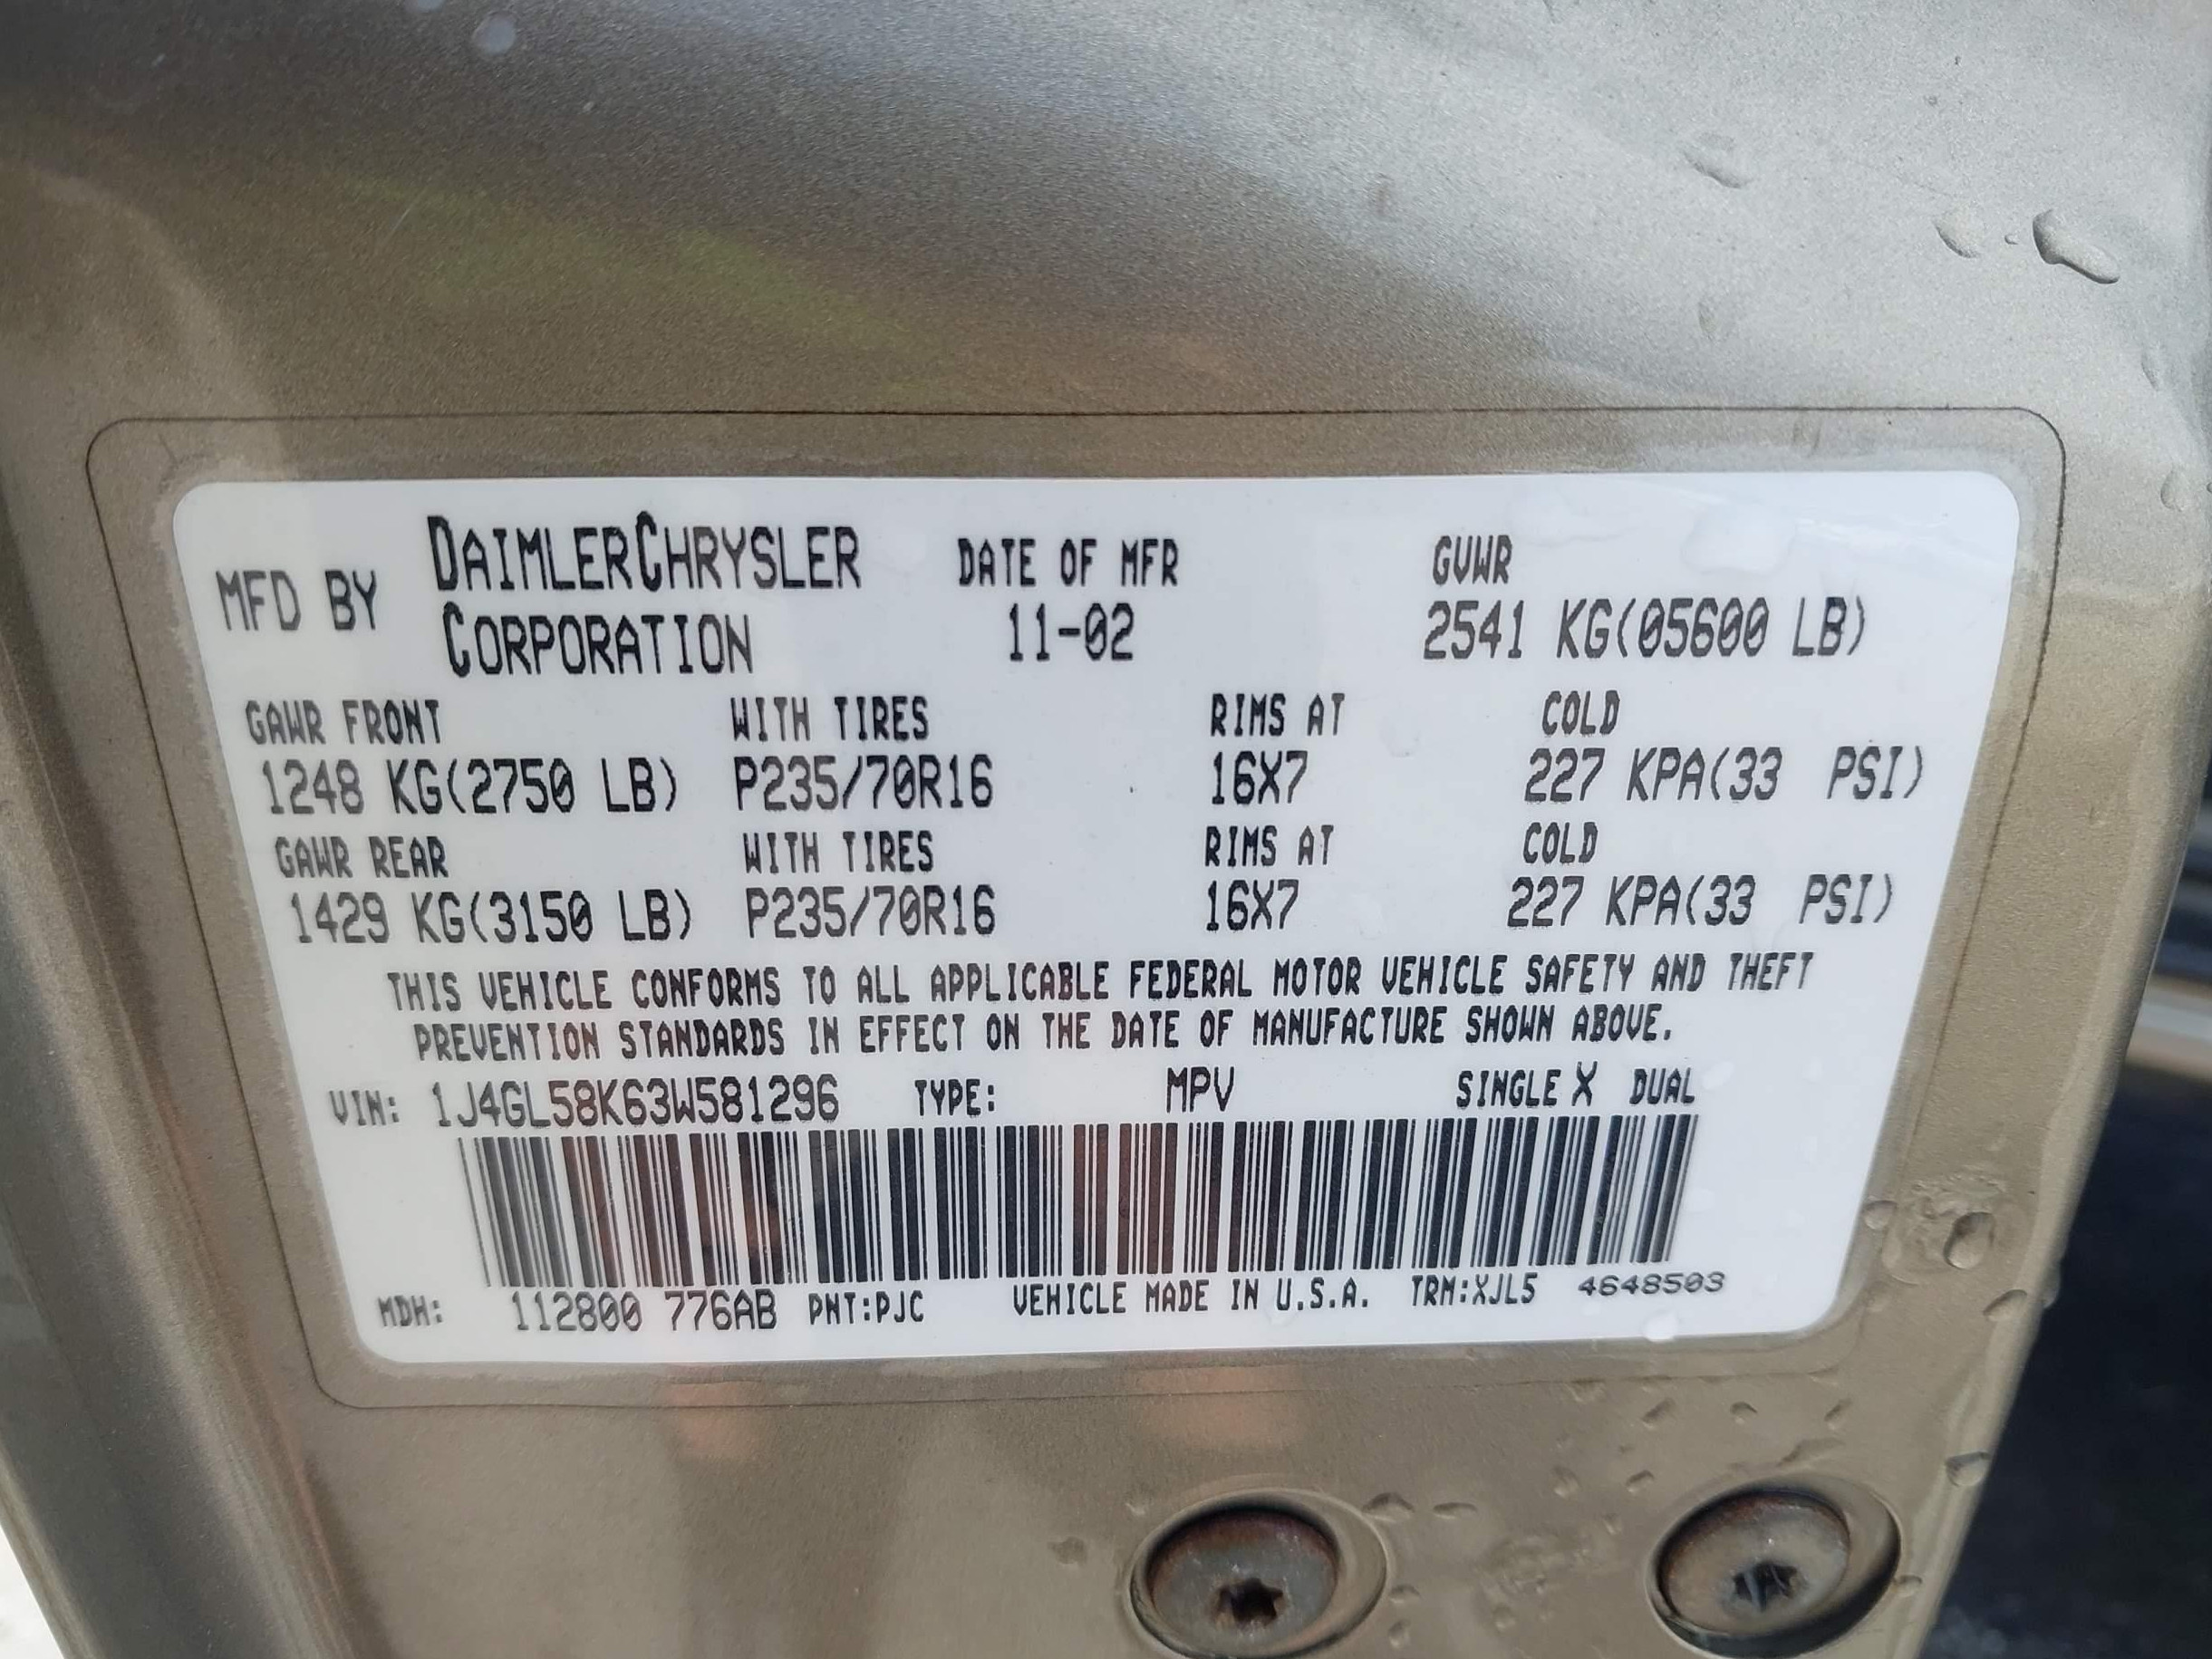 MFD BY DAIMLERCHRYSLER CORPORATION DATE OF MFR GVWR
11-02 2541 KG(05600 LB)
GAWR FRONT WITH TIRES RIMS AT COLD
1248 KG(2750 LB) P235/70R16 16X7 227 KPA(33 PSI)
GAWR REAR WITH TIRES RIMS AT COLD
1429 KG(3150 LB) P235/70R16 16X7 227 KPA(33 PSI)
THIS VEHICLE CONFORMS TO ALL APPLICABLE FEDERAL MOTOR VEHICLE SAFETY AND THEFT
PREVENTION STANDARDS IN EFFECT ON THE DATE OF MANUFACTURE SHOWN ABOVE.
VIN: 1J4GL58K63W581296 TYPE: MPV SINGLE X DUAL
MDH: 112800 776AB PNT:PJC VEHICLE MADE IN U.S.A. TRM:XJL5 4648503